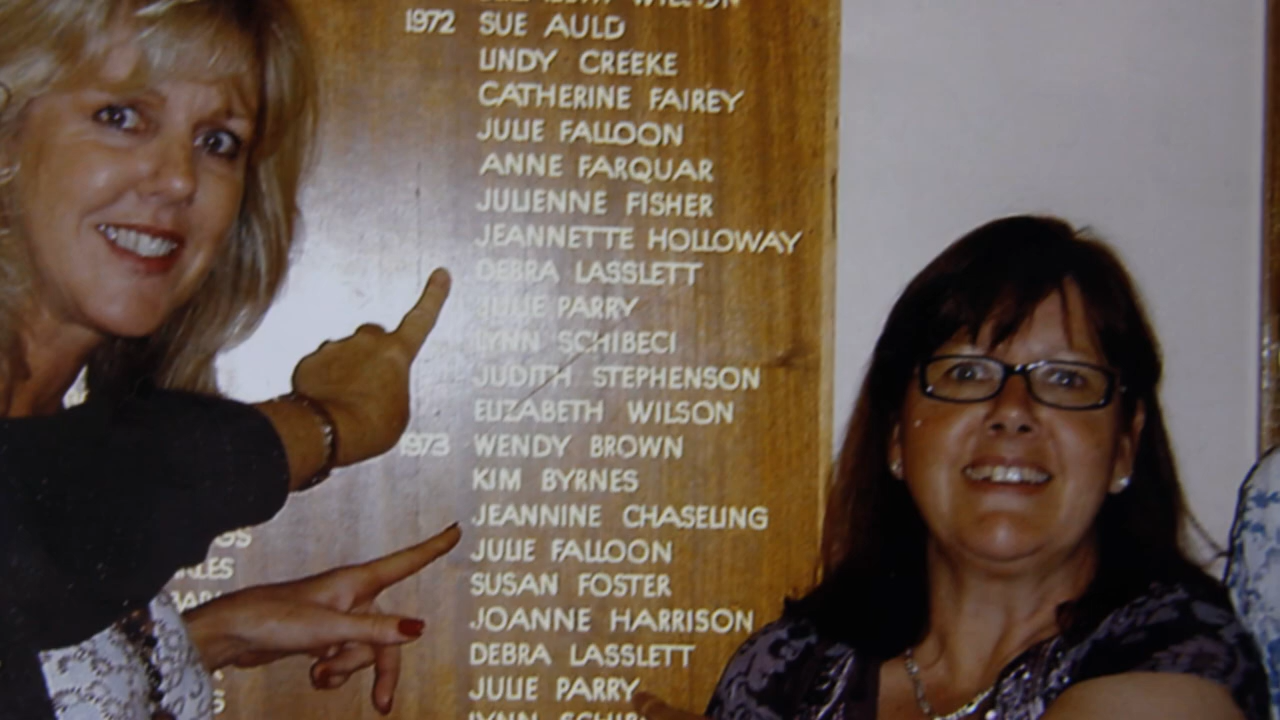 1972 SUE AULD
LINDY CREEKE
CATHERINE FAIREY
JULIE FALLOON
ANNE FARQUAR
JULIENNE FISHER
JEANNETTE HOLLOWAY
DEBRA LASSLETT
JULIE PARRY
LYNN SCHIBECI
JUDITH STEPHENSON
ELIZABETH WILSON
1973 WENDY BROWN
KIM BYRNES
JEANNINE CHASELING
JULIE FALLOON
SUSAN FOSTER
JOANNE HARRISON
DEBRA LASSLETT
JULIE PARRY